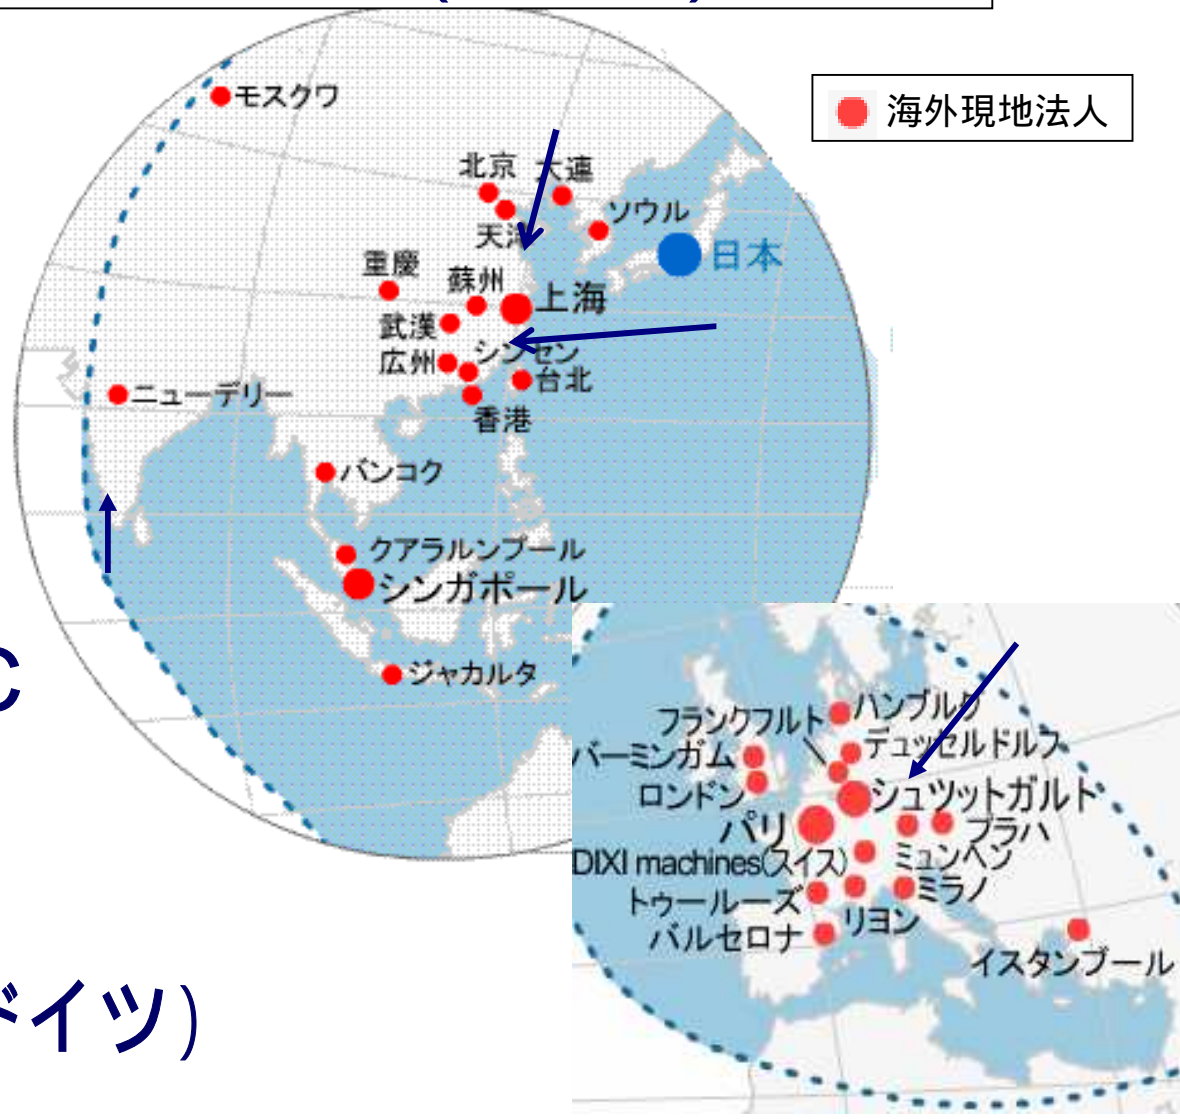 海外現地法人
モスクワ
北京
大連
ソウル
天津
日本
重慶
蘇州
上海
武漢
シンセン
広州
台北
ニューデリー
香港
バンコク
クアラルンプール
シンガポール
ジャカルタ
C
ハンブルグ
フランクフルト
デュッセルドルフ
バーミンガム
ロンドン
シュツットガルト
パリ
プラハ
DIXI machines(スイス)
ミュンヘン
トゥールーズ
ミラノ
リヨン
バルセロナ
イスタンブール
ドイツ)